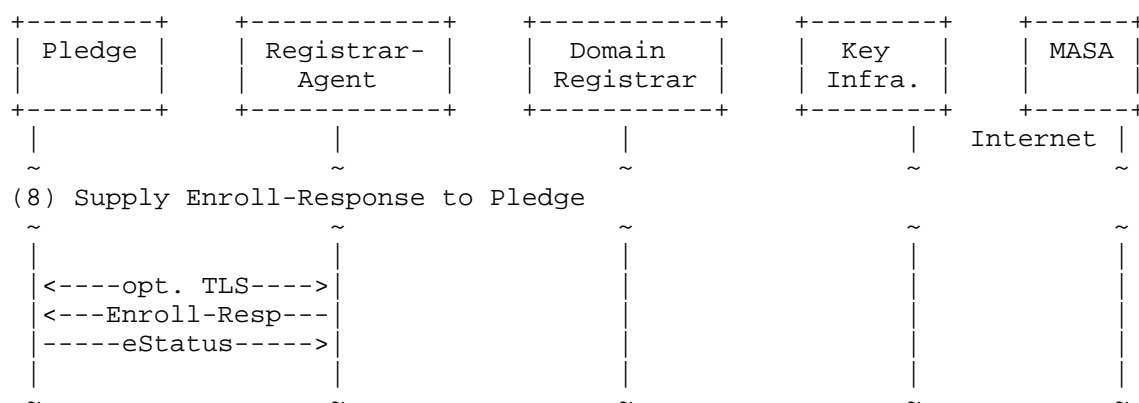 +--------+ +------------+ +-----------+ +--------+ +------+
| Pledge | | Registrar- | | Domain | | Key | | MASA |
| | | Agent | | Registrar | | Infra. | | |
+--------+ +------------+ +-----------+ +--------+ +------+
| | | | Internet |
~ ~ ~ ~ ~
(8) Supply Enroll-Response to Pledge
~ ~ ~ ~ ~
| | | | |
|<----opt. TLS---->| | | |
|<---Enroll-Resp---| | | |
|-----eStatus----->| | | |
| | | | |
~ ~ ~ ~ ~